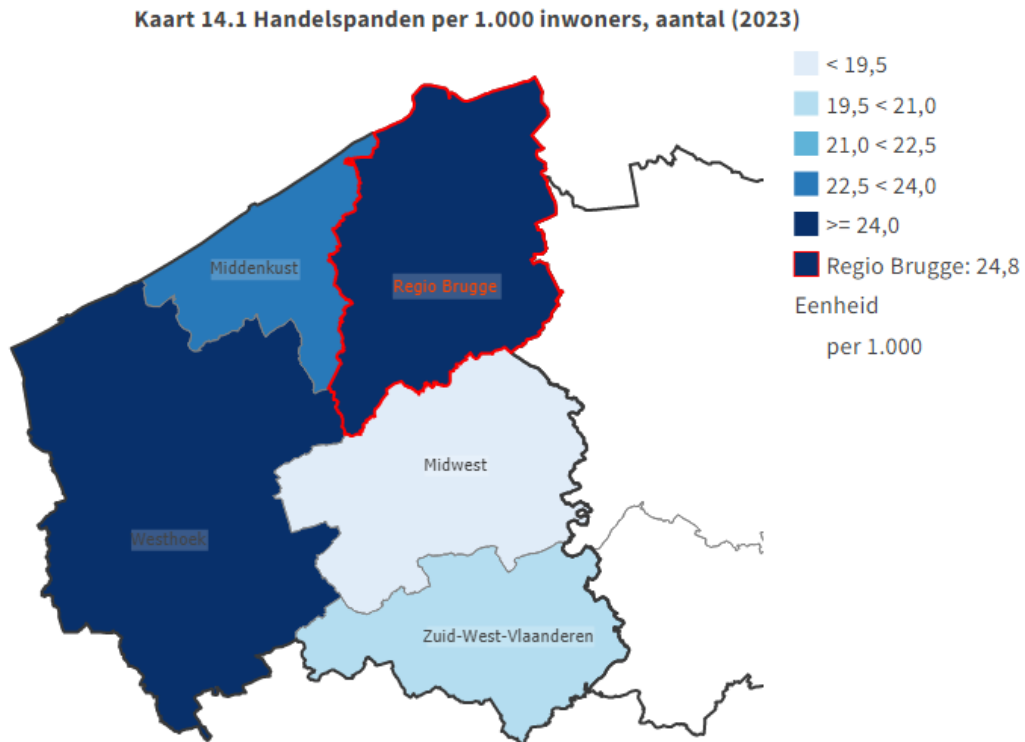 Kaart 14.1 Handelspanden per 1.000 inwoners, aantal (2023)
< 19,5
19,5 < 21,0
21,0 < 22,5
22,5 < 24,0
>= 24,0
Regio Brugge: 24,8
Eenheid
per 1.000
Middenkust
Regio Brugge
Midwest
Westhoek
Zuid-West-Vlaanderen